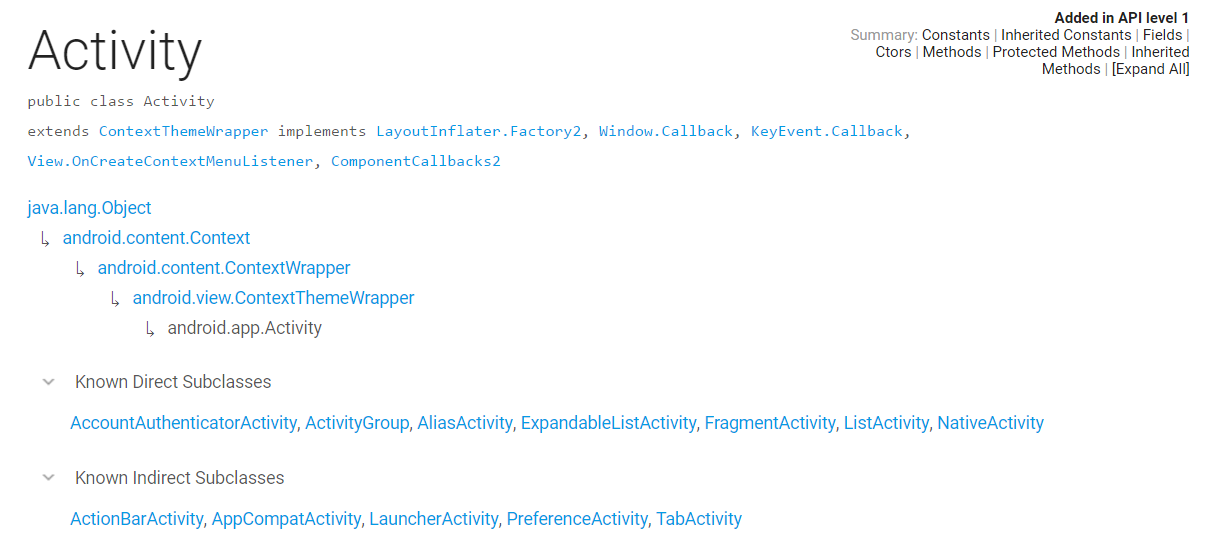 Activity
Added in API level 1
Summary: Constants | Inherited Constants | Fields |
Ctors | Methods | Protected Methods | Inherited
Methods | [Expand All]
public class Activity
extends ContextThemeWrapper implements LayoutInflater.Factory2, Window.Callback, KeyEvent.Callback,
View.OnCreateContextMenuListener, ComponentCallbacks2
java.lang.Object
↳ android.content.Context
↳ android.content.ContextWrapper
↳ android.view.ContextThemeWrapper
↳ android.app.Activity
Known Direct Subclasses
AccountAuthenticatorActivity, ActivityGroup, AliasActivity, ExpandableListActivity, FragmentActivity, ListActivity, NativeActivity
Known Indirect Subclasses
ActionBarActivity, AppCompatActivity, LauncherActivity, PreferenceActivity, TabActivity